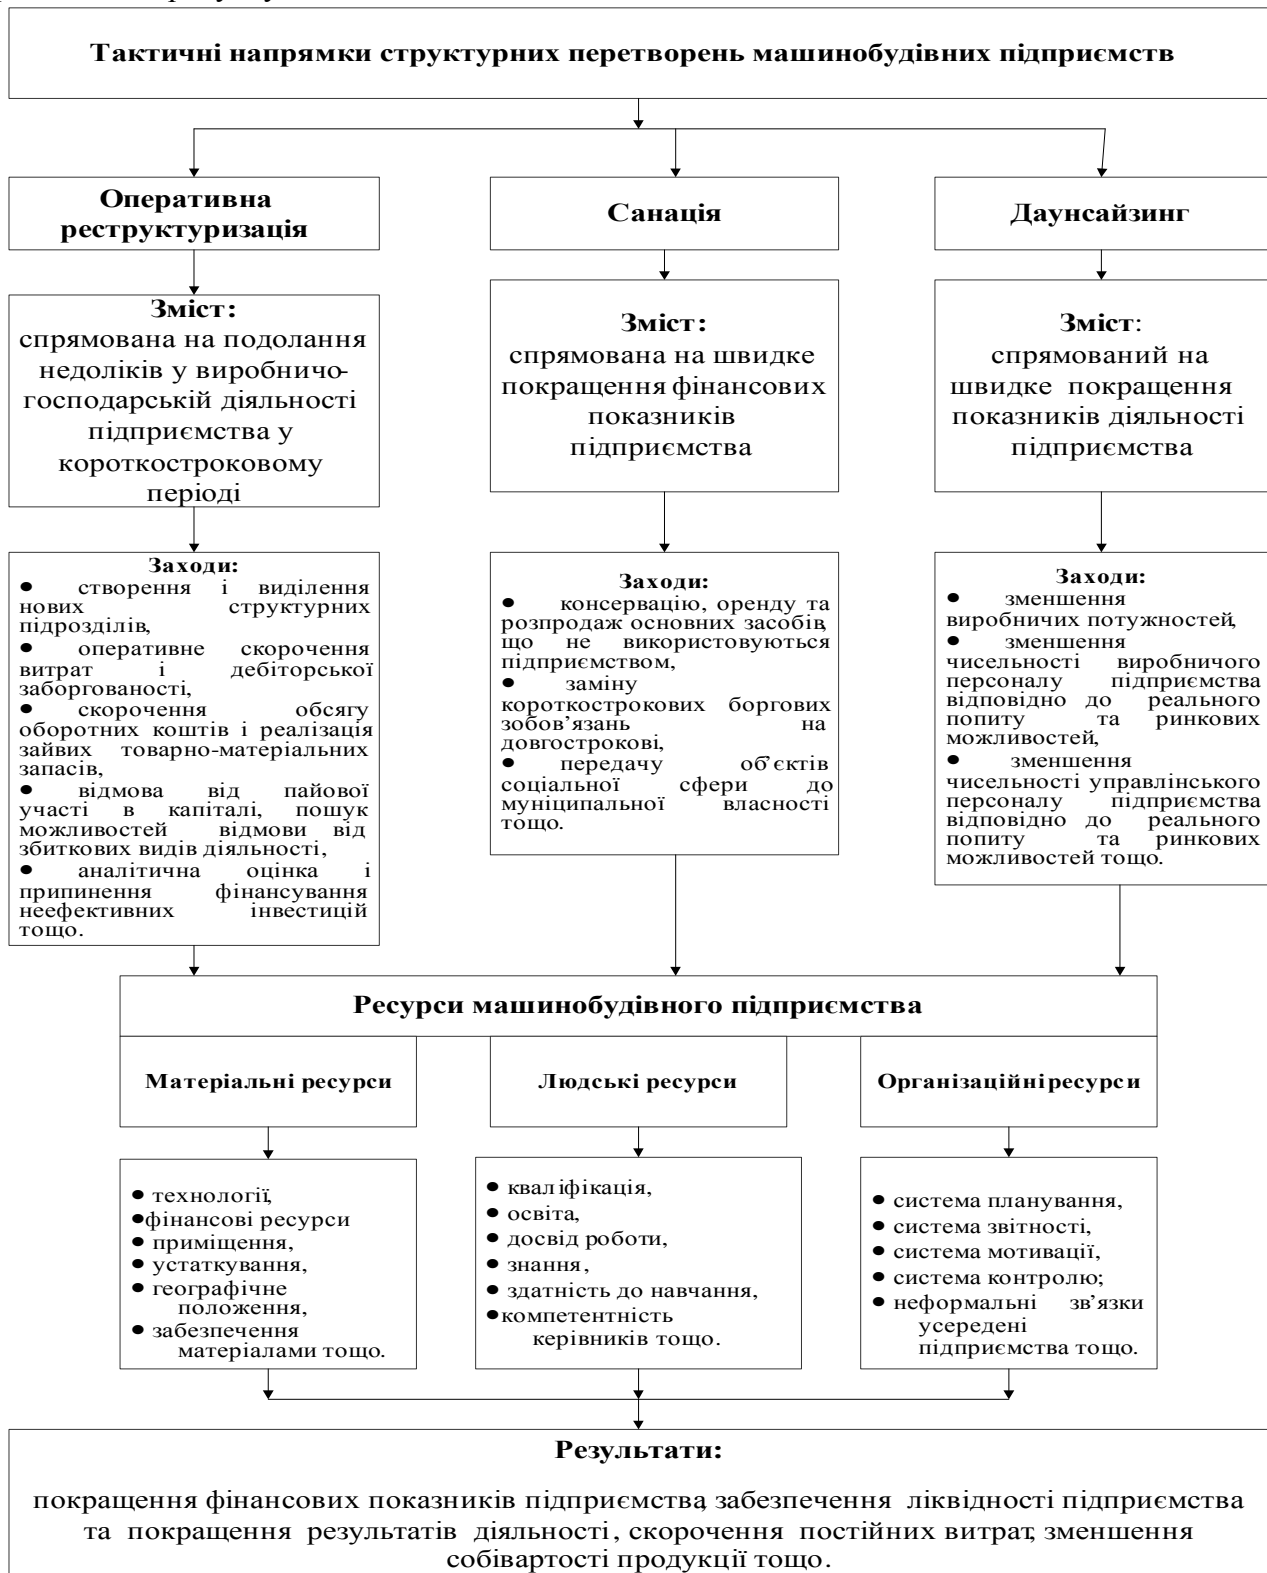 Тактичні напрямки структурних перетворень машинобудівних підприємств
Оперативна
реструктуризація
Санація
Даунсайзинг
Зміст:
спрямована на подолання
недоліків у виробничо-
господарській діяльності
підприємства у
короткостроковому
періоді
Зміст:
спрямована на швидке
покращення фінансових
показників
підприємства
Зміст:
спрямований на
швидке покращення
показників діяльності
підприємства
Заходи:
● створення і виділення
нових структурних
підрозділів,
● оперативне скорочення
витрат і дебіторської
заборгованості,
● скорочення обсягу
оборотних коштів і реалізація
зайвих товарно-матеріальних
запасів,
● відмова від пайової
участі в капіталі, пошук
можливостей відмови від
збиткових видів діяльності,
● аналітична оцінка і
припинення фінансування
неефективних інвестицій
тощо.
Заходи:
● консервацію, оренду та
розпродаж основних засобів,
що не використовуються
підприємством,
● заміну
короткострокових боргових
зобов’язань на
довгострокові,
● передачу об’єктів
соціальної сфери до
муніципальної власності
тощо.
Заходи:
● зменшення
виробничих потужностей,
● зменшення
чисельності виробничого
персоналу підприємства
відповідно до реального
попиту та ринкових
можливостей,
● зменшення
чисельності управлінського
персоналу підприємства
відповідно до реального
попиту та ринкових
можливостей тощо.
Ресурси машинобудівного підприємства
Матеріальні ресурси
Людські ресурси
Організаційні ресурси
● технології,
● фінансові ресурси
● приміщення,
● устаткування,
● географічне
положення,
● забезпечення
матеріалами тощо.
● кваліфікація,
● освіта,
● досвід роботи,
● знання,
● здатність до навчання,
● компетентність
керівників тощо.
● система планування,
● система звітності,
● система мотивації,
● система контролю;
● неформальні зв’язки
усередені
підприємства тощо.
Результати:
покращення фінансових показників підприємства, забезпечення ліквідності підприємства
та покращення результатів діяльності, скорочення постійних витрат, зменшення
собівартості продукції тощо.